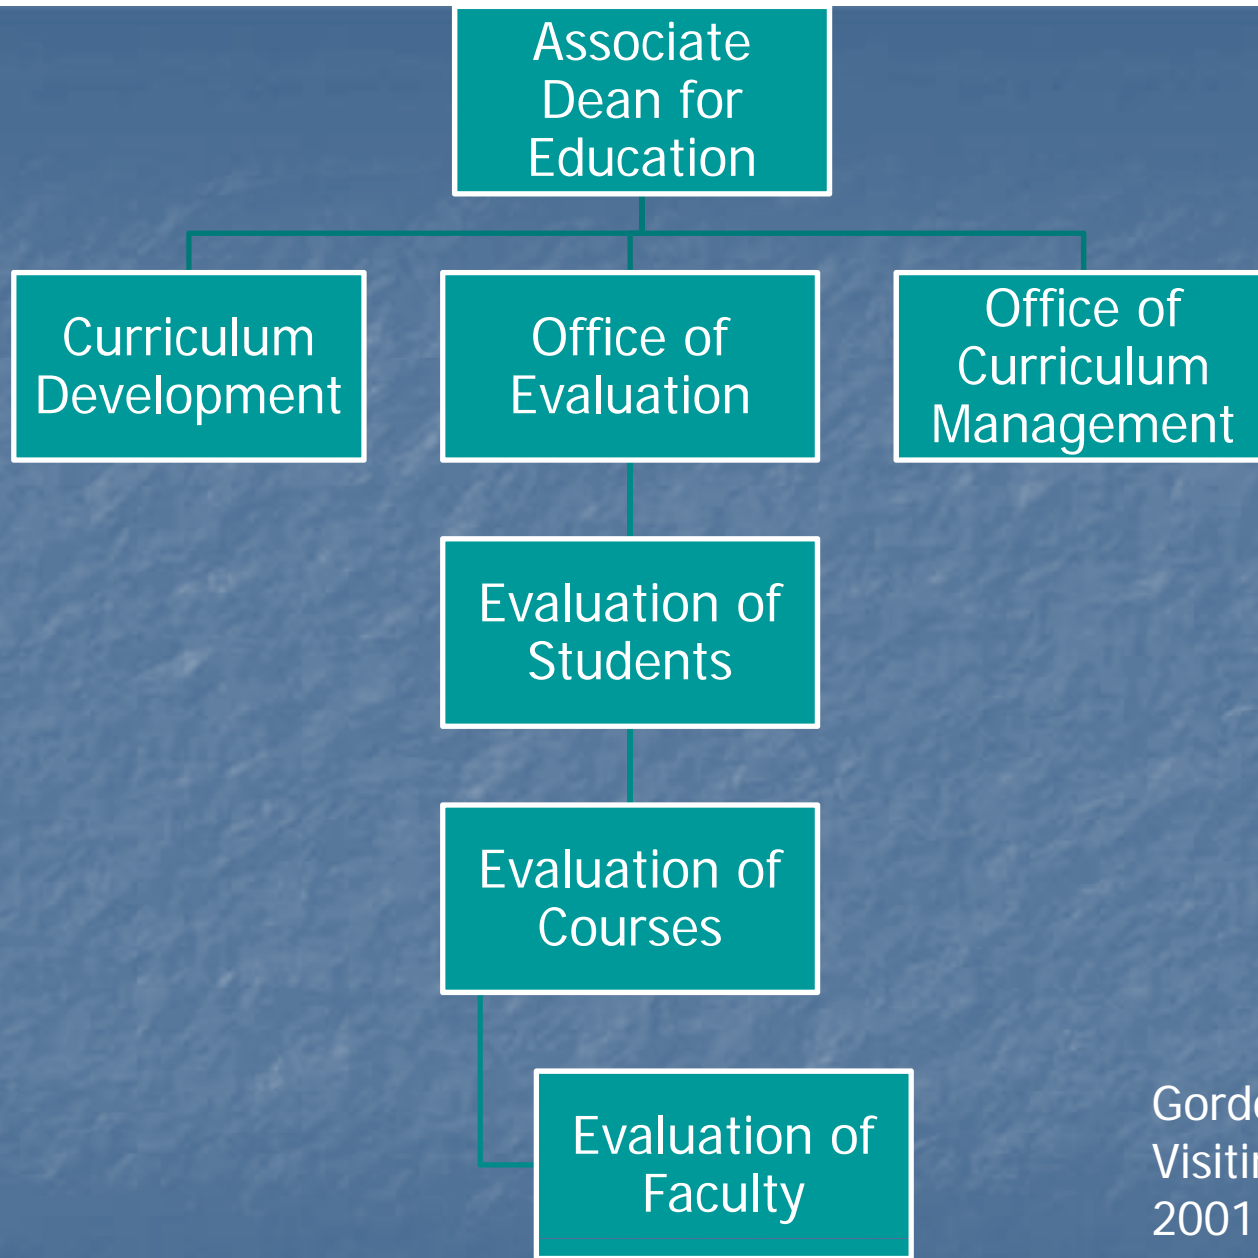 Associate
Dean for
Education
Curriculum
Development
Office of
Evaluation
Office of
Curriculum
Management
Evaluation of
Students
Evaluation of
Courses
Evaluation of
Faculty
2001